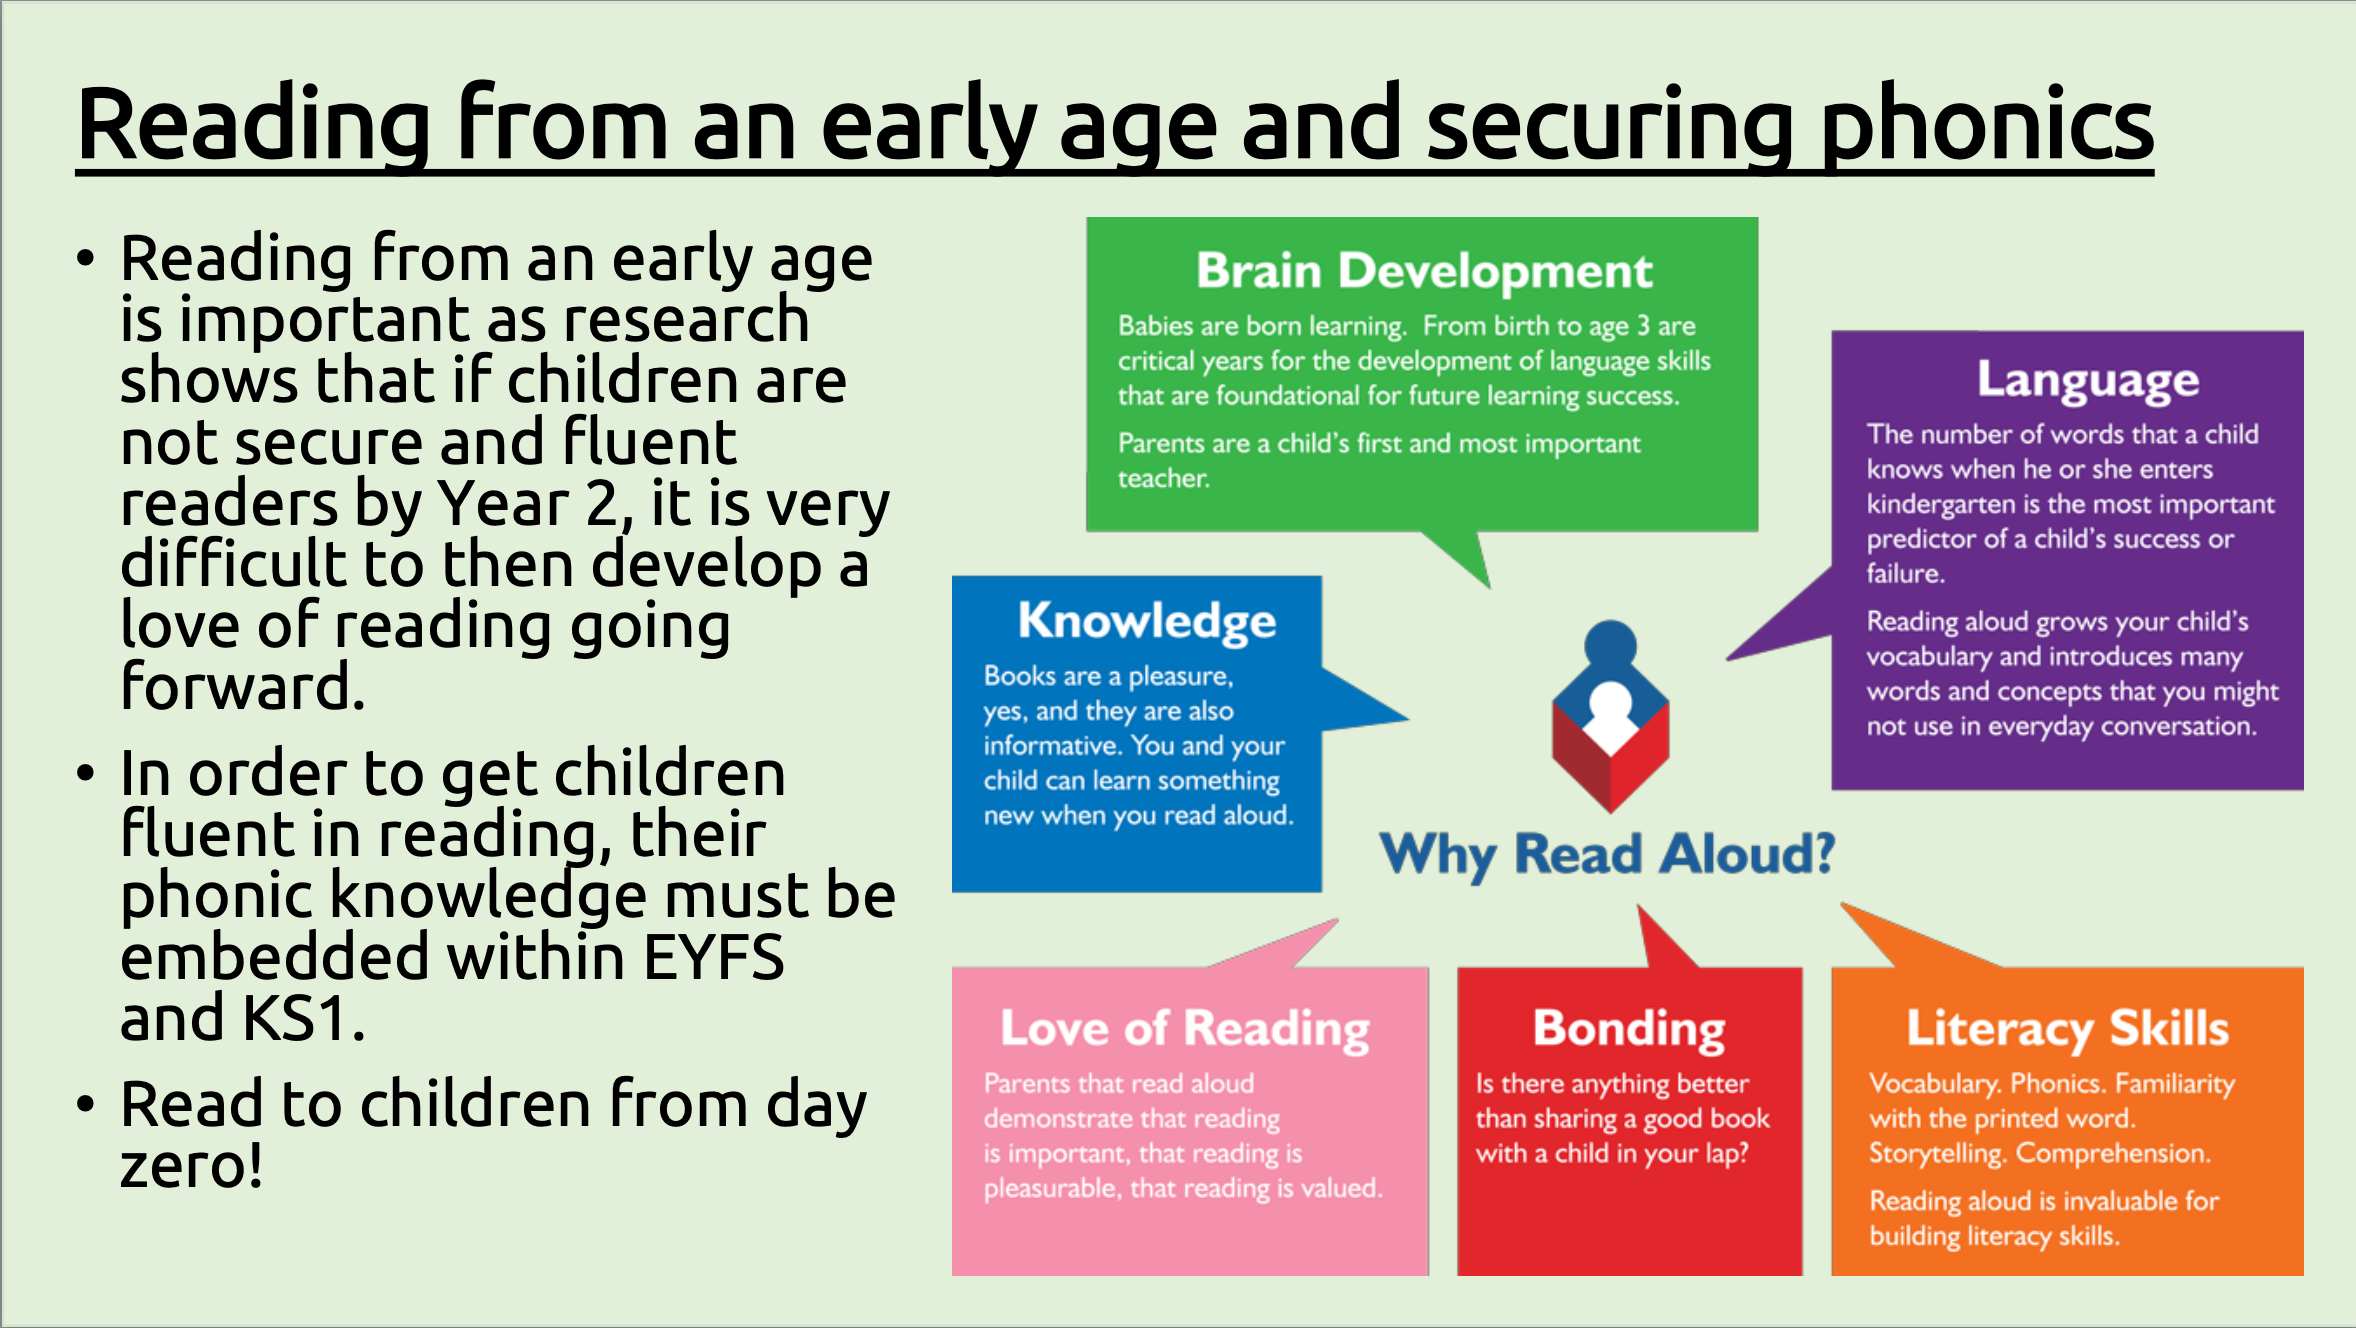 Reading from an early age and securing phonics
• Reading from an early age
is important as research
shows that if children are
not secure and fluent
readers by Year 2, it is very
difficult to then develop a
love of reading going
forward.
• In order to get children
fluent in reading, their
phonic knowledge must be
embedded within EYFS
and KS1.
• Read to children from day
zero!
Brain Development
Babies are born learning.  From birth to age 3 are
critical years for the development of language skills
that are foundational for future learning success.
Parents are a child's first and most important
teacher.
Language
The number of words that a child
knows when he or she enters
kindergarten is the most important
predictor of a child's success or
failure.
Reading aloud grows your child's
vocabulary and introduces many
words and concepts that you might
not use in everyday conversation.
Knowledge
Books are a pleasure,
yes, and they are also
informative. You and your
child can learn something
new when you read aloud.
Why Read Aloud?
Love of Reading
Parents that read aloud
demonstrate that reading
is important, that reading is
pleasurable, that reading is valued.
Bonding
Is there anything better
than sharing a good book
with a child in your lap?
Literacy Skills
Vocabulary. Phonics. Familiarity
with the printed word.
Storytelling. Comprehension.
Reading aloud is invaluable for
building literacy skills.